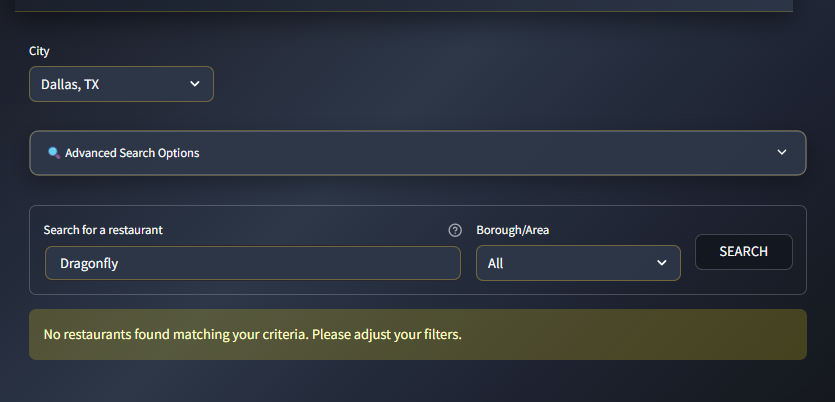 City
Dallas, TX
Advanced Search Options
Search for a restaurant
Borough/Area
Dragonfly
All
SEARCH
No restaurants found matching your criteria. Please adjust your filters.